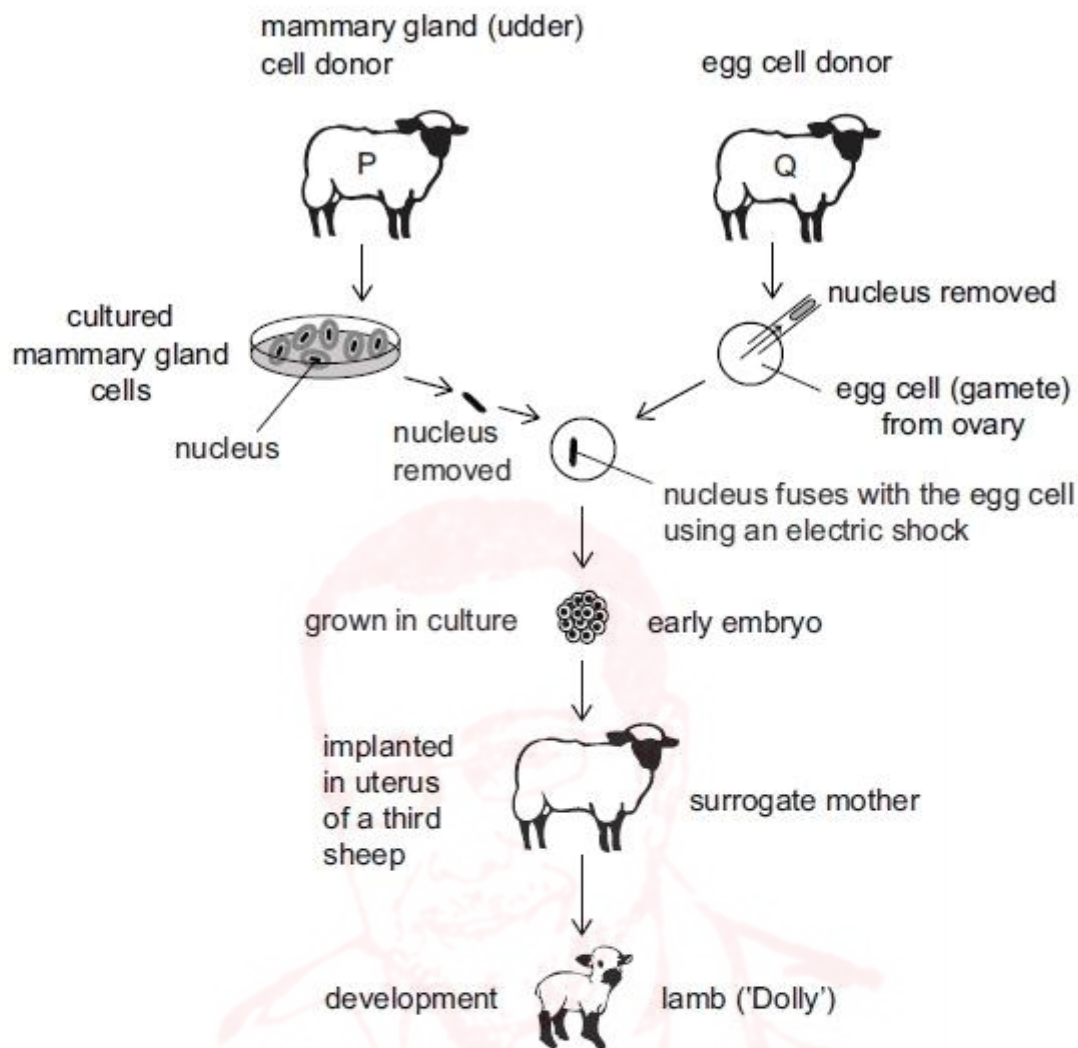 mammary gland (udder)
cell donor
egg cell donor
P
Q
cultured
mammary gland
cells
nucleus
nucleus removed
egg cell (gamete)
from ovary
nucleus
removed
nucleus fuses with the egg cell
using an electric shock
grown in culture
early embryo
implanted
in uterus
of a third
sheep
surrogate mother
development
lamb ('Dolly')